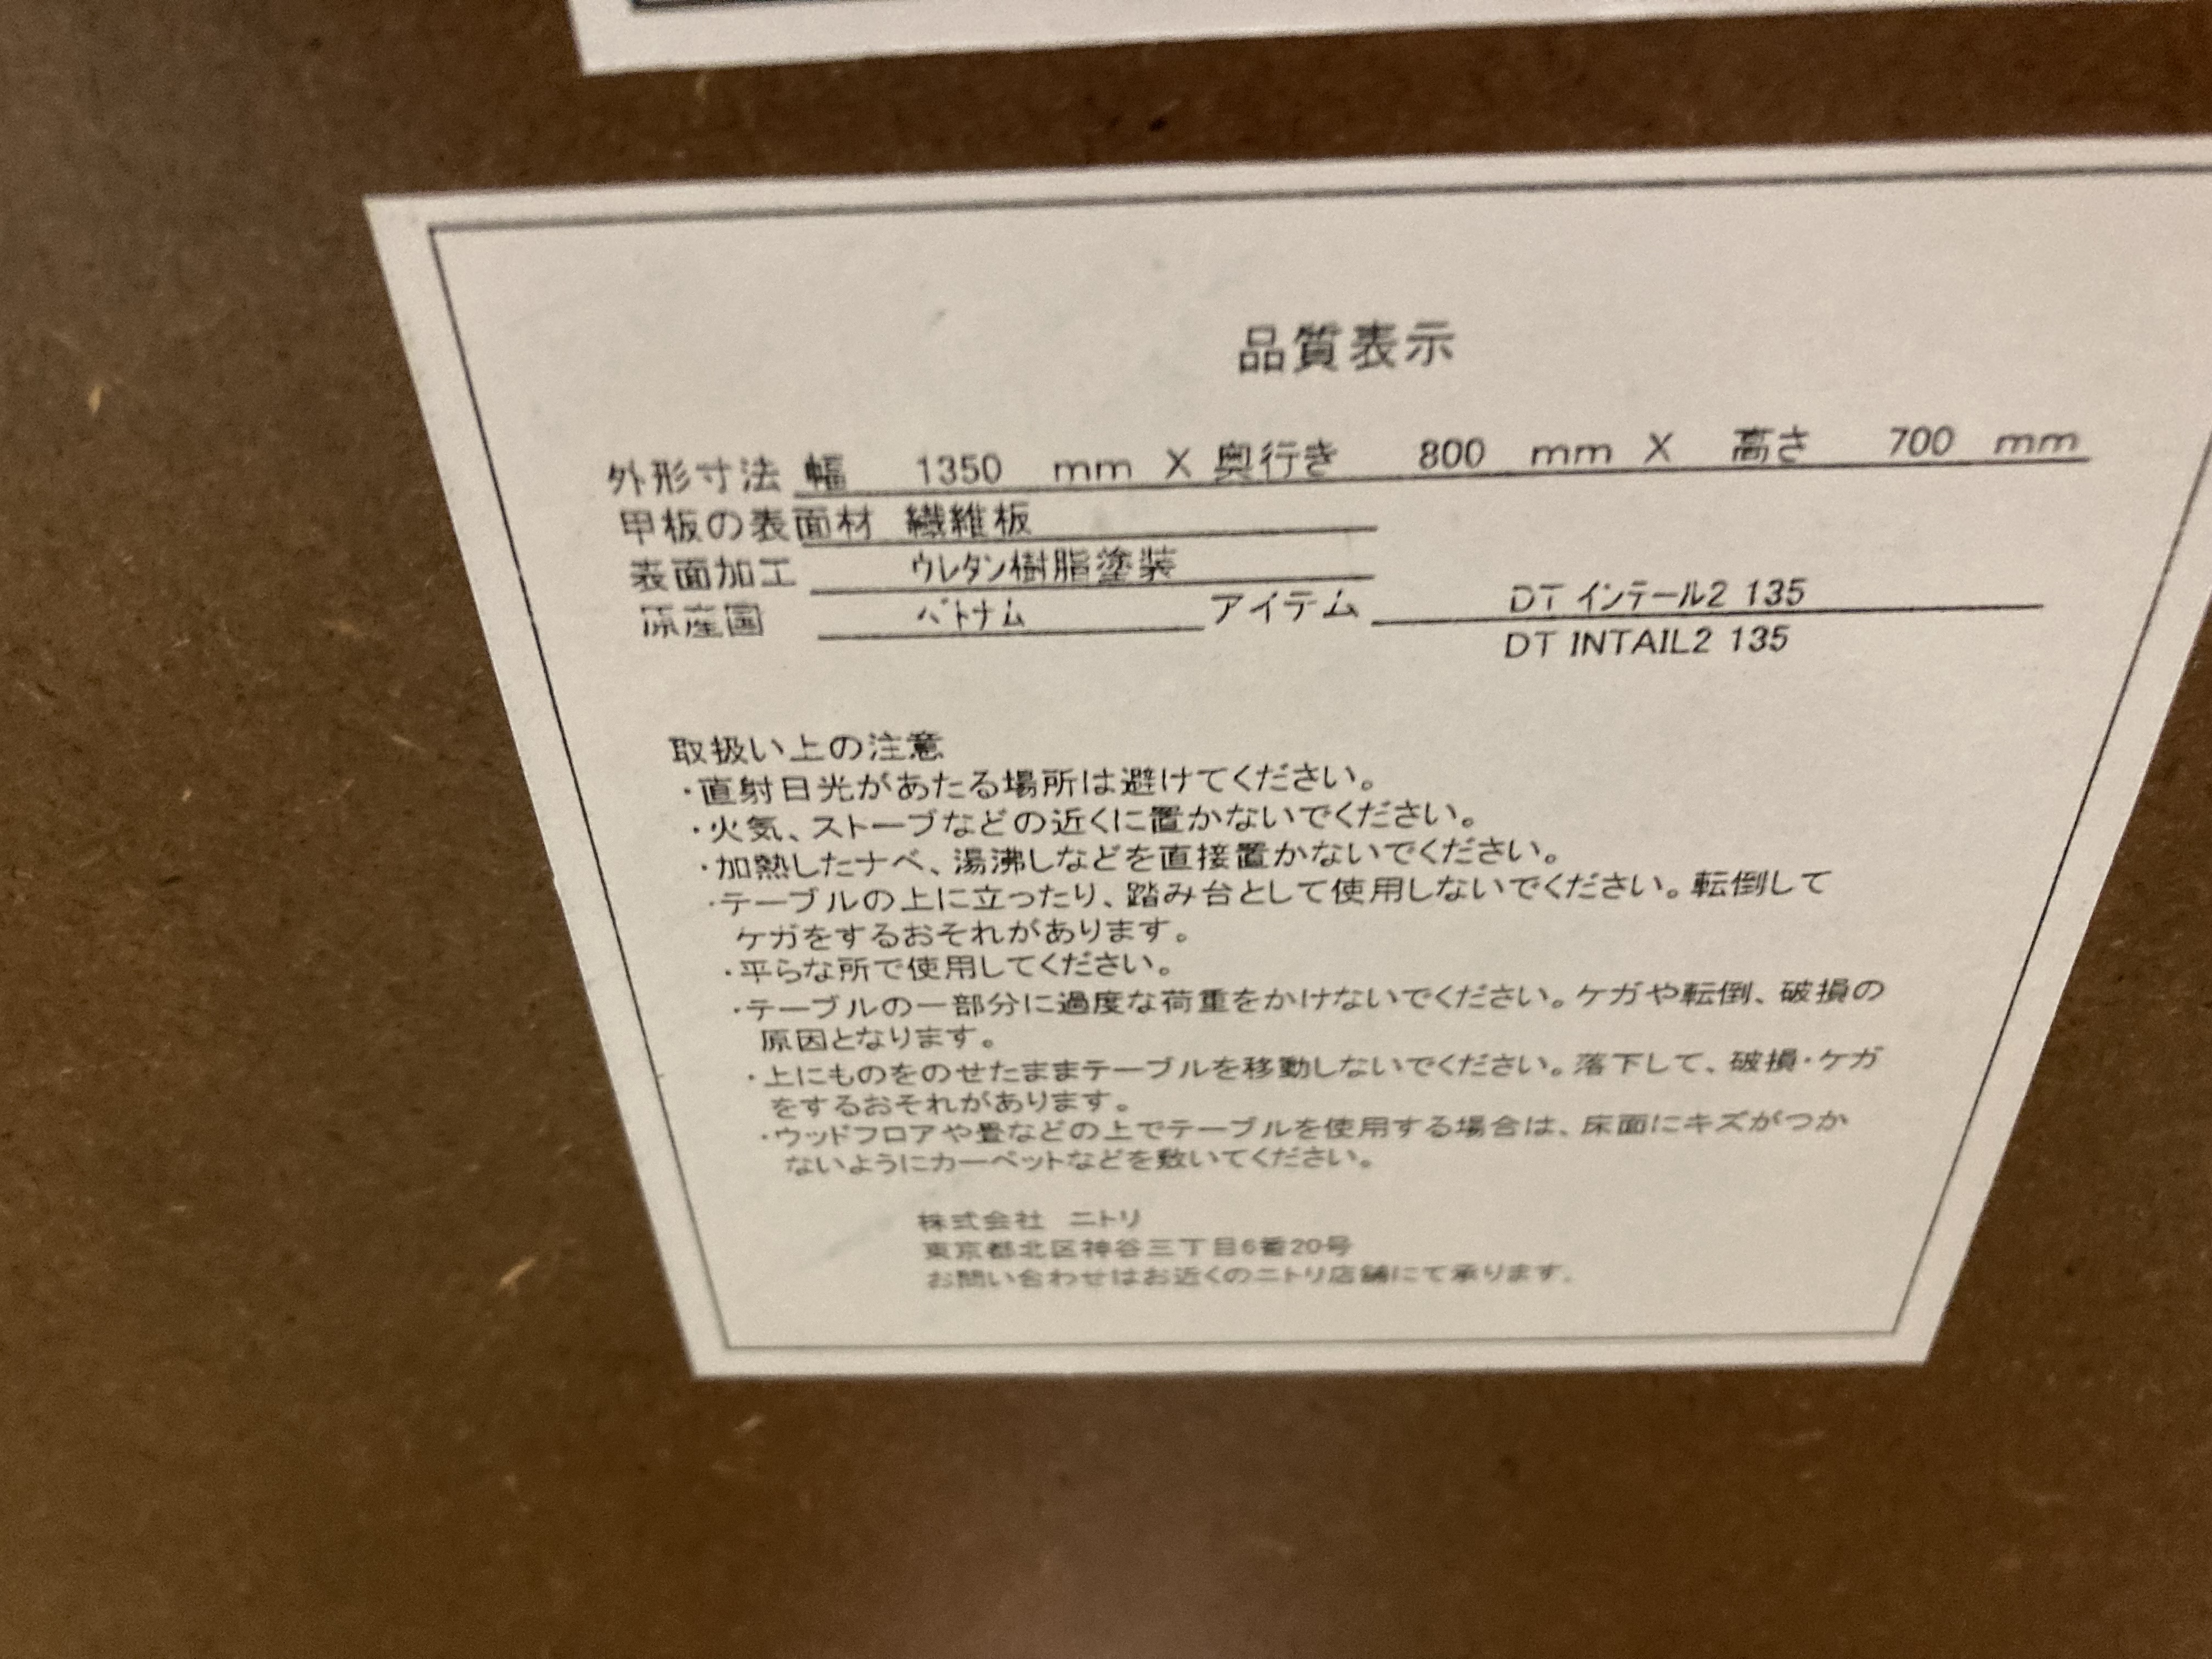 品質表示
外形寸法 幅 1350 mm X 奥行き 800 mm X 高さ 700 mm
甲板の表面材 繊維板
表面加工 ウレタン樹脂塗装
原産国 ベトナム アイテム DT インテール2 135
DT INTAIL2 135
取扱い上の注意
・直射日光があたる場所は避けてください。
・火気、ストーブなどの近くに置かないでください。
・加熱したナベ、湯沸しなどを直接置かないでください。
・テーブルの上に立ったり、踏み台として使用しないでください。転倒して
ケガをするおそれがあります。
・平らな所で使用してください。
・テーブルの一部分に過度な荷重をかけないでください。ケガや転倒、破損の
原因となります。
・上にものをのせたままテーブルを移動しないでください。落下して、破損・ケガ
をするおそれがあります。
・ウッドフロアや畳などの上でテーブルを使用する場合は、床面にキズがつか
ないようにカーペットなどを敷いてください。
株式会社 ニトリ
東京都北区神谷三丁目6番20号
お問い合わせはお近くのニトリ店舗にて承ります。